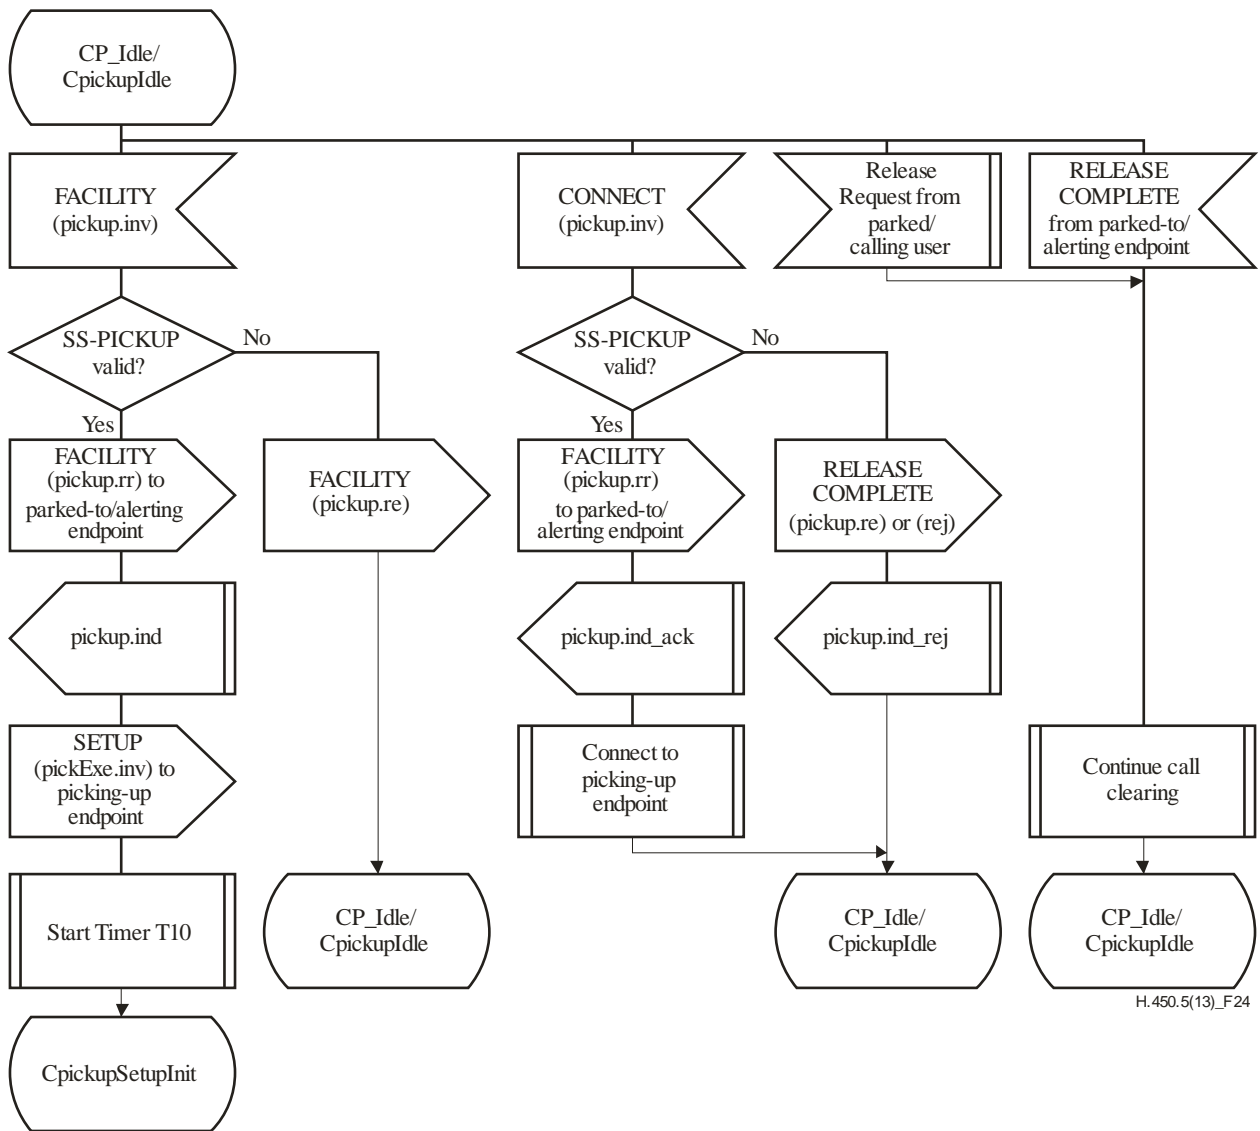 CP_Idle/
CpickupIdle
FACILITY
(pickup.inv)
CONNECT
(pickup.inv)
Release
Request from
parked/
calling user
RELEASE
COMPLETE
from parked-to/
alerting endpoint
SS-PICKUP
valid?
No
Yes
SS-PICKUP
valid?
No
Yes
FACILITY
(pickup.rr) to
parked-to/alerting
endpoint
FACILITY
(pickup.re)
FACILITY
(pickup.rr)
to parked-to/
alerting endpoint
RELEASE
COMPLETE
(pickup.re) or (rej)
pickup.ind
pickup.ind_ack
pickup.ind_rej
SETUP
(pickExe.inv) to
picking-up
endpoint
Connect to
picking-up
endpoint
Continue call
clearing
Start Timer T10
CP_Idle/
CpickupIdle
CP_Idle/
CpickupIdle
CP_Idle/
CpickupIdle
H.450.5(13)_F24
CpickupSetupInit